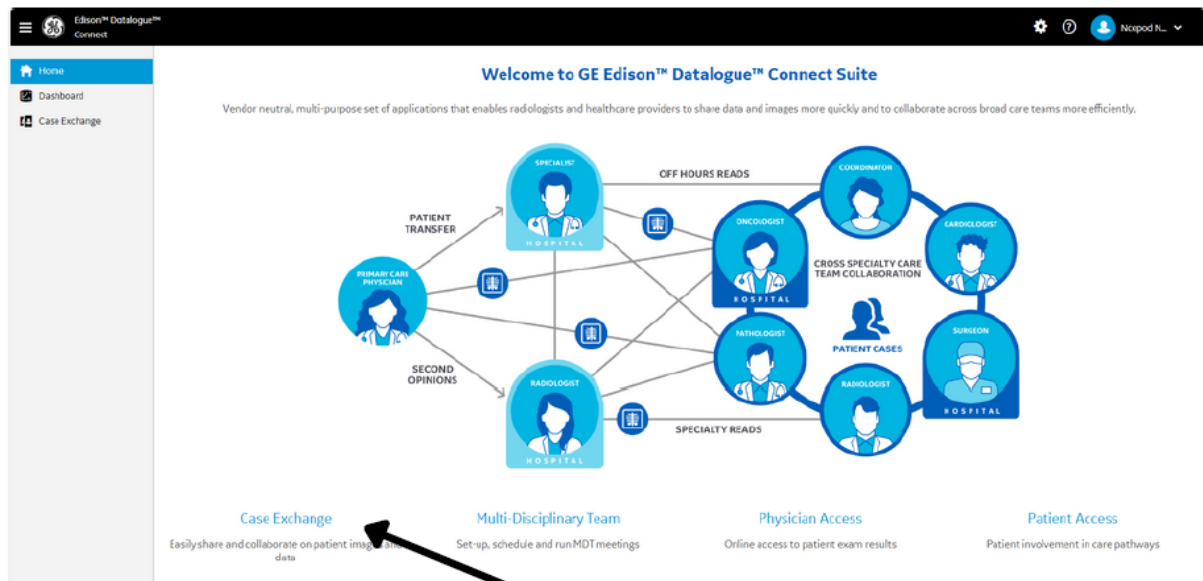 Edison™ Datalogue™
Connect
Ncepod N...
Home
Dashboard
Case Exchange
Welcome to GE Edison™ Datalogue™ Connect Suite
Vendor neutral, multi-purpose set of applications that enables radiologists and healthcare providers to share data and images more quickly and to collaborate across broad care teams more efficiently.
SPECIALIST
HOSPITAL
OFF HOURS READS
COORDINATOR
PATIENT
TRANSFER
ONCOLOGIST
HOSPITAL
CARDIOLOGIST
CROSS SPECIALTY CARE
TEAM COLLABORATION
PRIMARY CARE
PHYSICIAN
PATHOLOGIST
PATIENT CASES
SURGEON
HOSPITAL
SECOND
OPINIONS
RADIOLOGIST
HOSPITAL
RADIOLOGIST
SPECIALTY READS
Case Exchange
Easily share and collaborate on patient images and
data
Multi-Disciplinary Team
Set-up, schedule and run MDT meetings
Physician Access
Online access to patient exam results
Patient Access
Patient involvement in care pathways